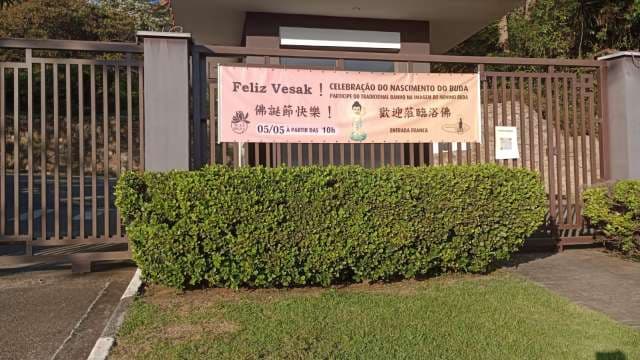 Feliz Vesak! CELEBRAÇÃO DO NASCIMENTO DO BUDA
PARTICIPE DO TRADICIONAL BANHO NA IMAGEM DO MENINO BUDA
佛誕節快樂! 歡迎蒞臨浴佛
05/05 A PARTIR DAS 10h ENTRADA FRANCA